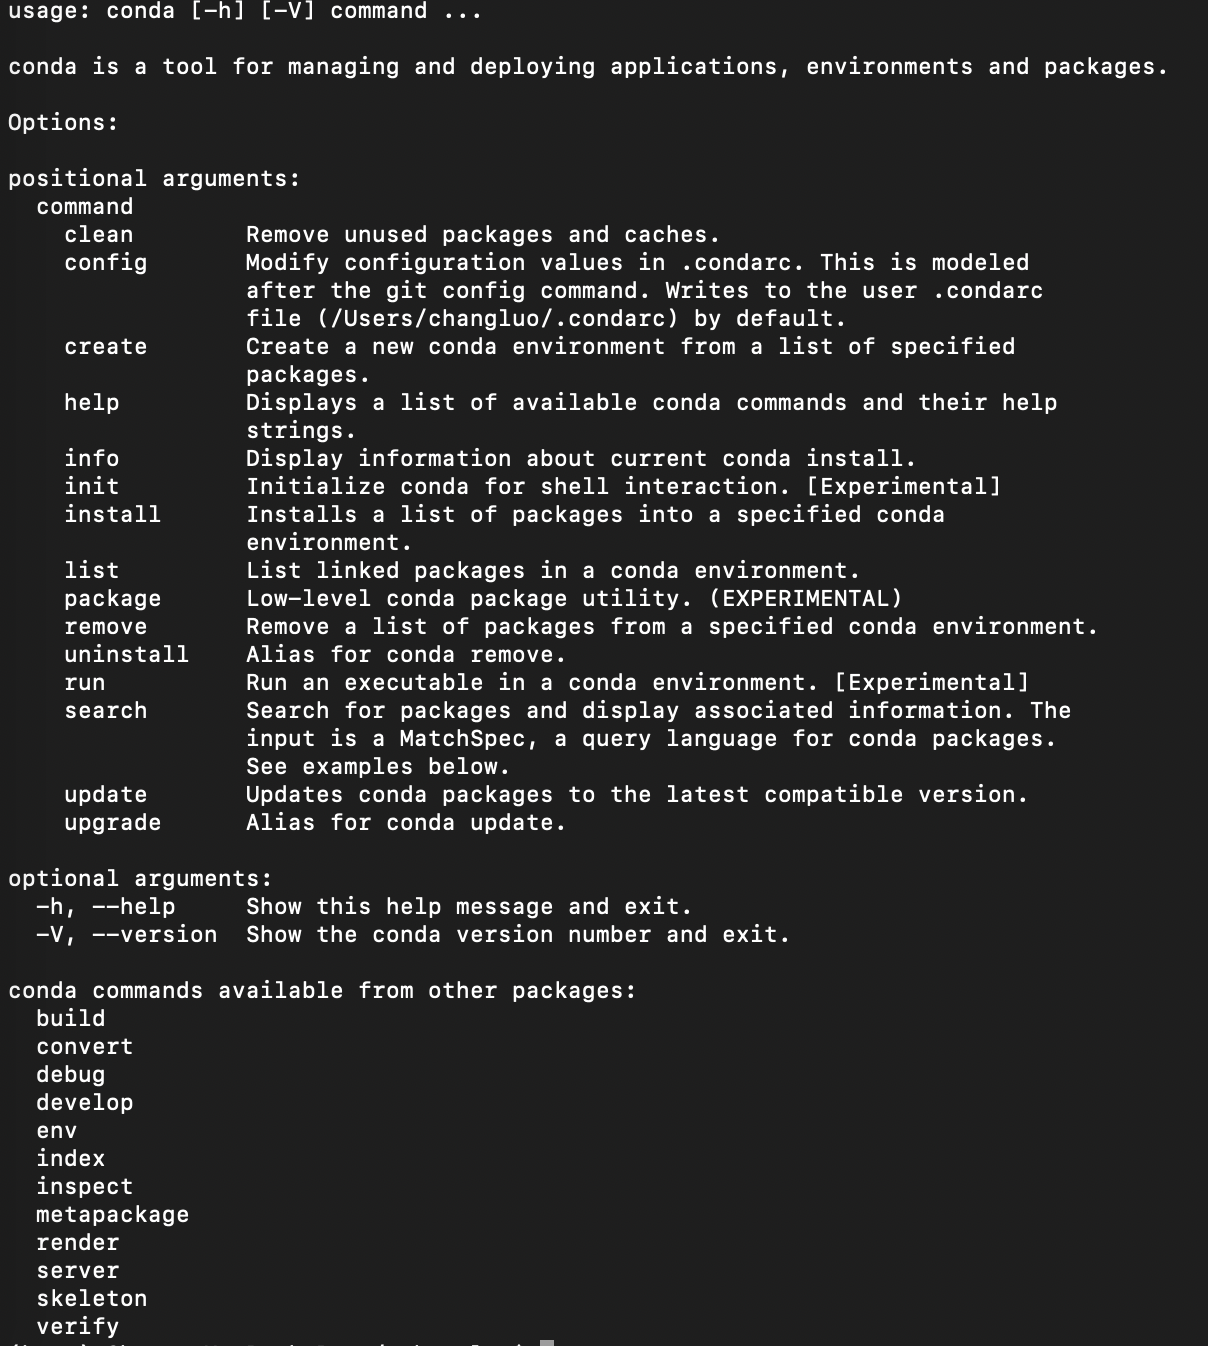 usage: conda [-h] [-V] command ...
conda is a tool for managing and deploying applications, environments and packages.
Options:
positional arguments:
command
clean Remove unused packages and caches.
config Modify configuration values in .condarc. This is modeled
after the git config command. Writes to the user .condarc
file (/Users/changluo/.condarc) by default.
create Create a new conda environment from a list of specified
packages.
help Displays a list of available conda commands and their help
strings.
info Display information about current conda install.
init Initialize conda for shell interaction. [Experimental]
install Installs a list of packages into a specified conda
environment.
list List linked packages in a conda environment.
package Low-level conda package utility. (EXPERIMENTAL)
remove Remove a list of packages from a specified conda environment.
uninstall Alias for conda remove.
run Run an executable in a conda environment. [Experimental]
search Search for packages and display associated information. The
input is a MatchSpec, a query language for conda packages.
See examples below.
update Updates conda packages to the latest compatible version.
upgrade Alias for conda update.
optional arguments:
-h, --help Show this help message and exit.
-V, --version Show the conda version number and exit.
conda commands available from other packages:
build
convert
debug
develop
env
index
inspect
metapackage
render
server
skeleton
verify